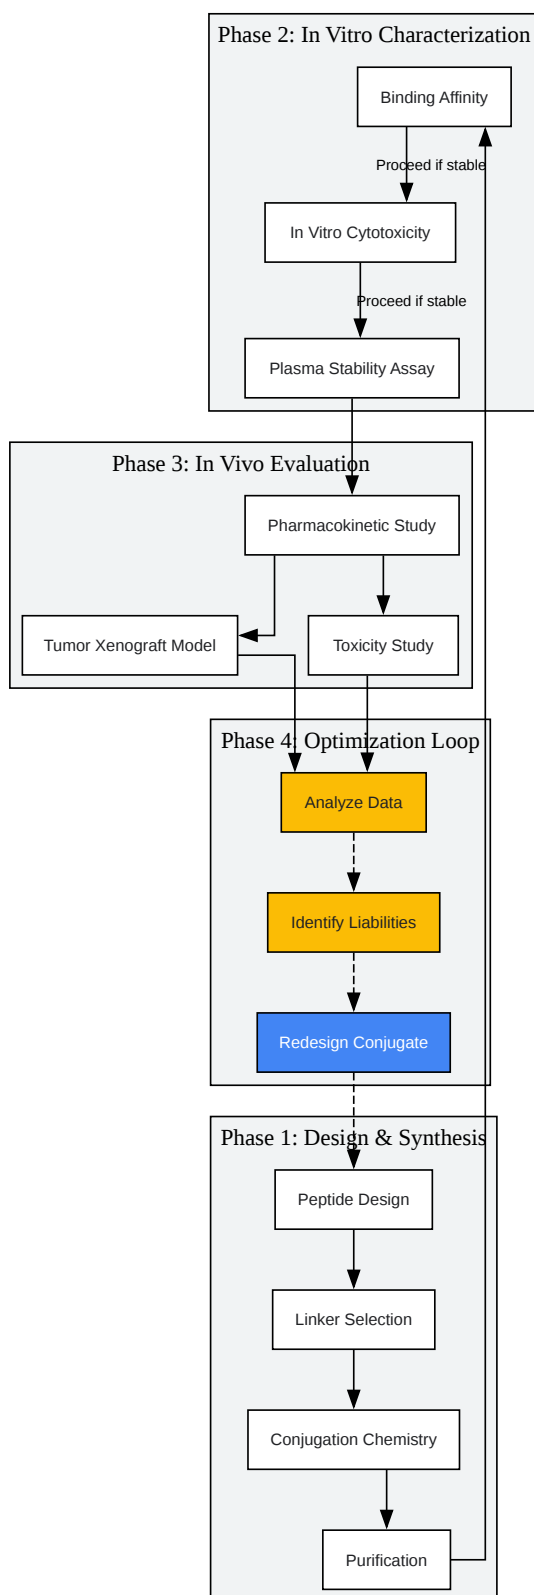 Phase 2: In Vitro Characterization
Binding Affinity
Proceed if stable
In Vitro Cytotoxicity
Proceed if stable
Plasma Stability Assay
Phase 3: In Vivo Evaluation
Pharmacokinetic Study
Tumor Xenograft Model
Toxicity Study
Phase 4: Optimization Loop
Analyze Data
Identify Liabilities
Redesign Conjugate
Phase 1: Design & Synthesis
Peptide Design
Linker Selection
Conjugation Chemistry
Purification